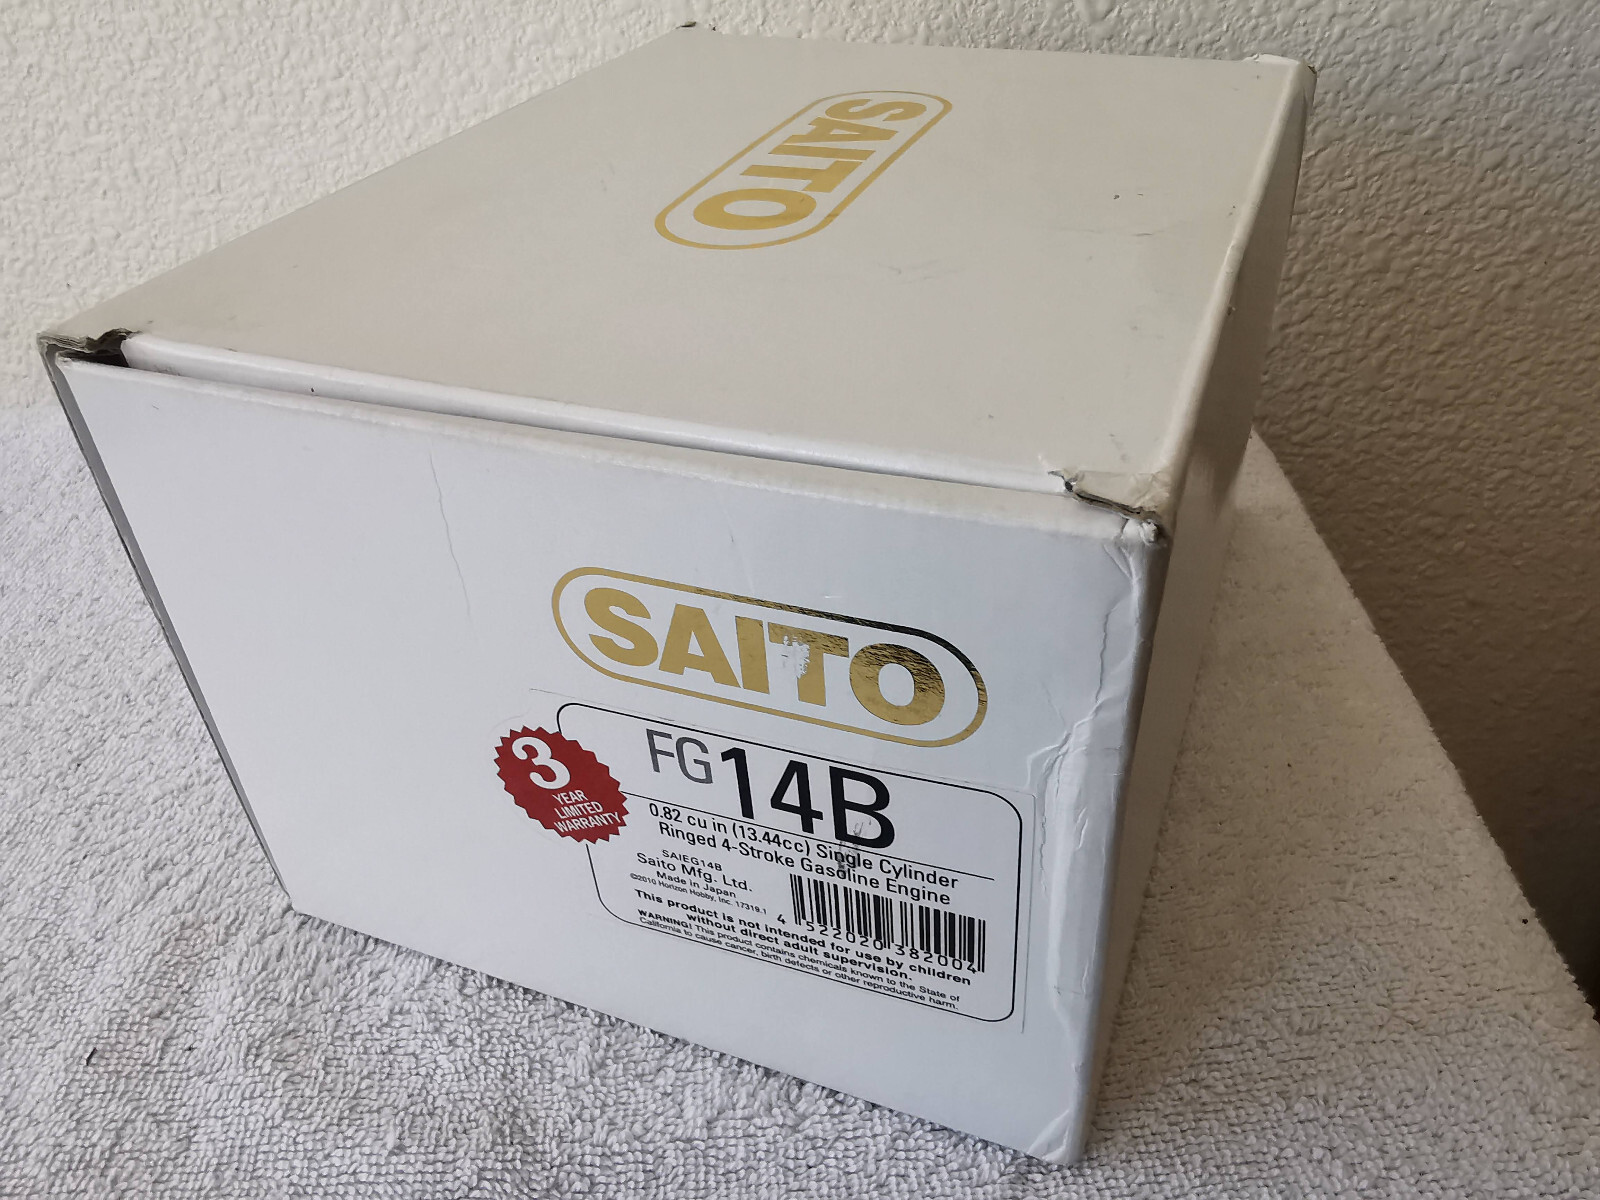 SAITO
SAITO
3
YEAR
LIMITED
WARRANTY
FG14B
0.82 cu in (13.44cc) Single Cylinder
Ringed 4-Stroke Gasoline Engine
SAIEG14B
Saito Mfg. Ltd.
Made in Japan
©2010 Horizon Hobby, Inc. 17319.1
4 522020 382004
This product is not intended for use by children
without direct adult supervision.
WARNING! This product contains chemicals known to the State of
California to cause cancer, birth defects or other reproductive harm.